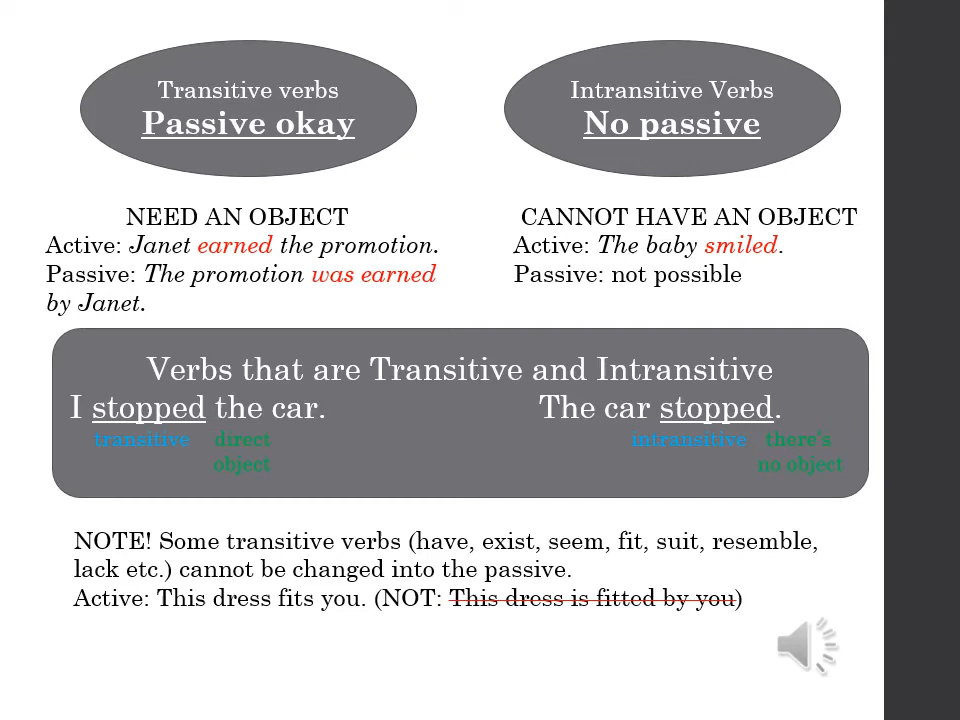 Transitive verbs
Passive okay
Intransitive Verbs
No passive
NEED AN OBJECT
Active: Janet earned the promotion.
Passive: The promotion was earned
by Janet.
CANNOT HAVE AN OBJECT
Active: The baby smiled.
Passive: not possible
Verbs that are Transitive and Intransitive
I stopped the car. The car stopped.
transitive direct
object
intransitive there's
no object
NOTE! Some transitive verbs (have, exist, seem, fit, suit, resemble,
lack etc.) cannot be changed into the passive.
Active: This dress fits you. (NOT: This dress is fitted by you)